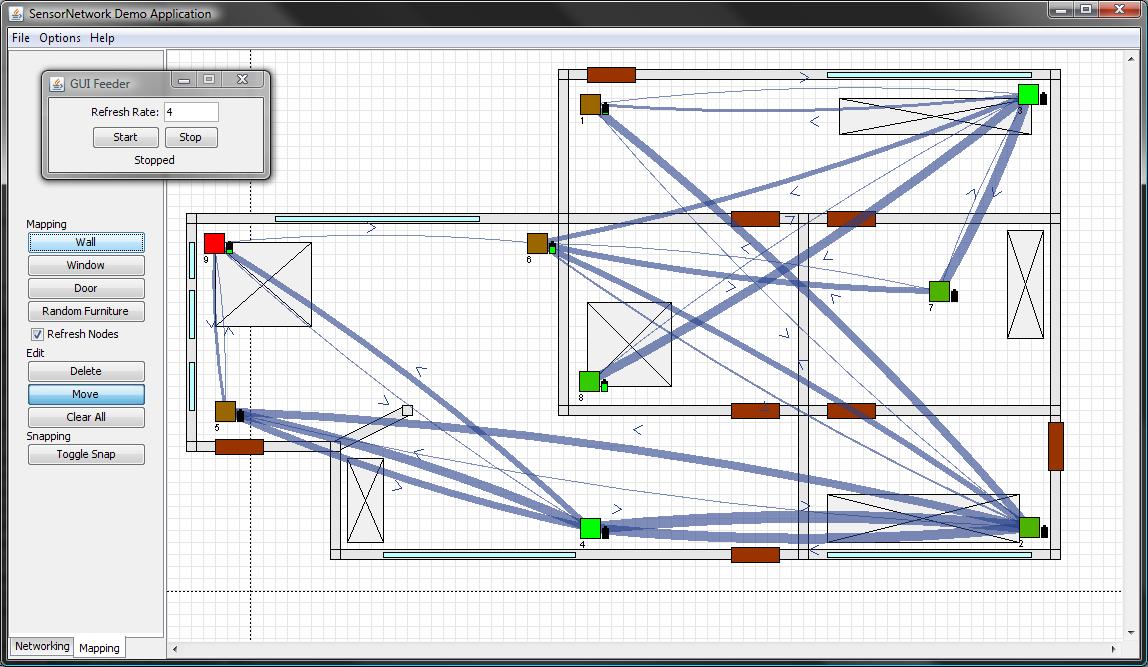 SensorNetwork Demo Application
File Options Help
GUI Feeder
Refresh Rate: 4
Start Stop
Stopped
Mapping
Wall
Window
Door
Random Furniture
Refresh Nodes
Edit
Delete
Move
Clear All
Snapping
Toggle Snap
Networking Mapping
1
3
9
6
7
8
5
4
2